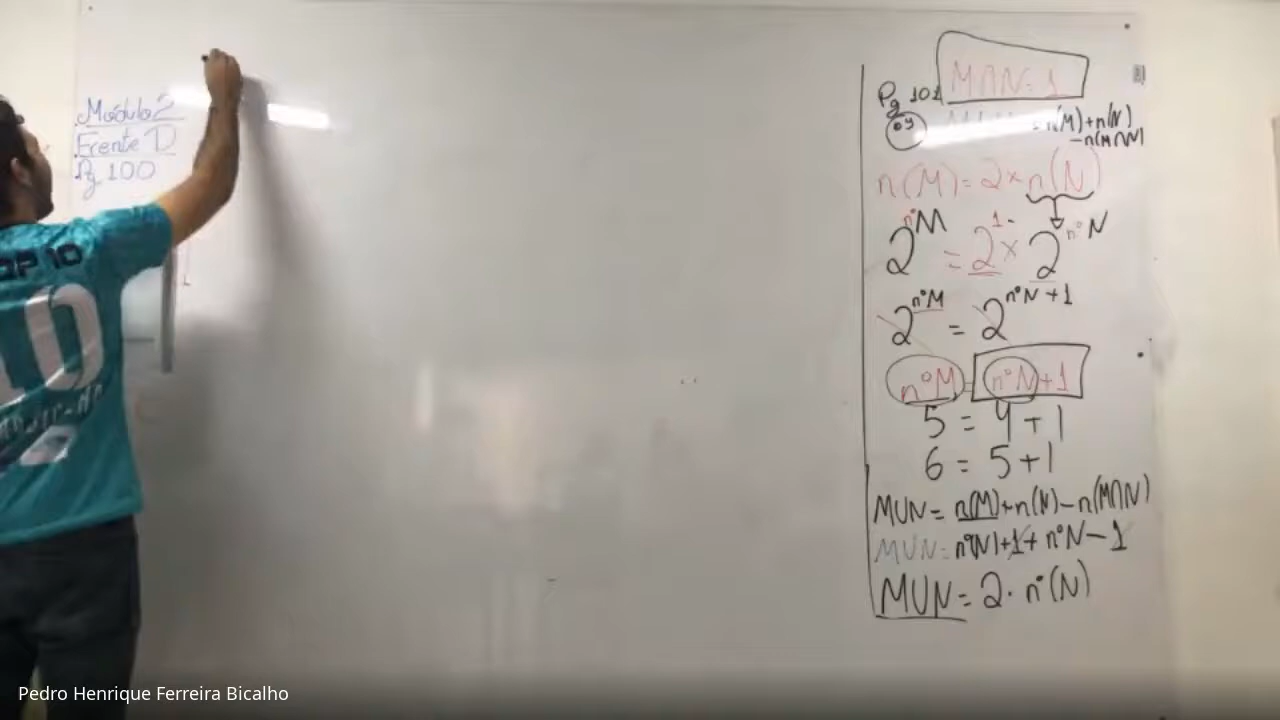 Módulo 2
Frente D
Pg 100
M∩N=1
Pg 101
n(M)+n(N)
-n(M∩N)
n(M)=2×n(N)
2^n°M = 2^1 × 2^n°N
2^n°M = 2^n°N+1
n°M = n°N+1
5 = 4+1
6 = 5+1
MUN = n(M)+n(N)-n(M∩N)
MUN= n°(N)+1+ n°N-1
MUN= 2. n°(N)
10
Pedro Henrique Ferreira Bicalho